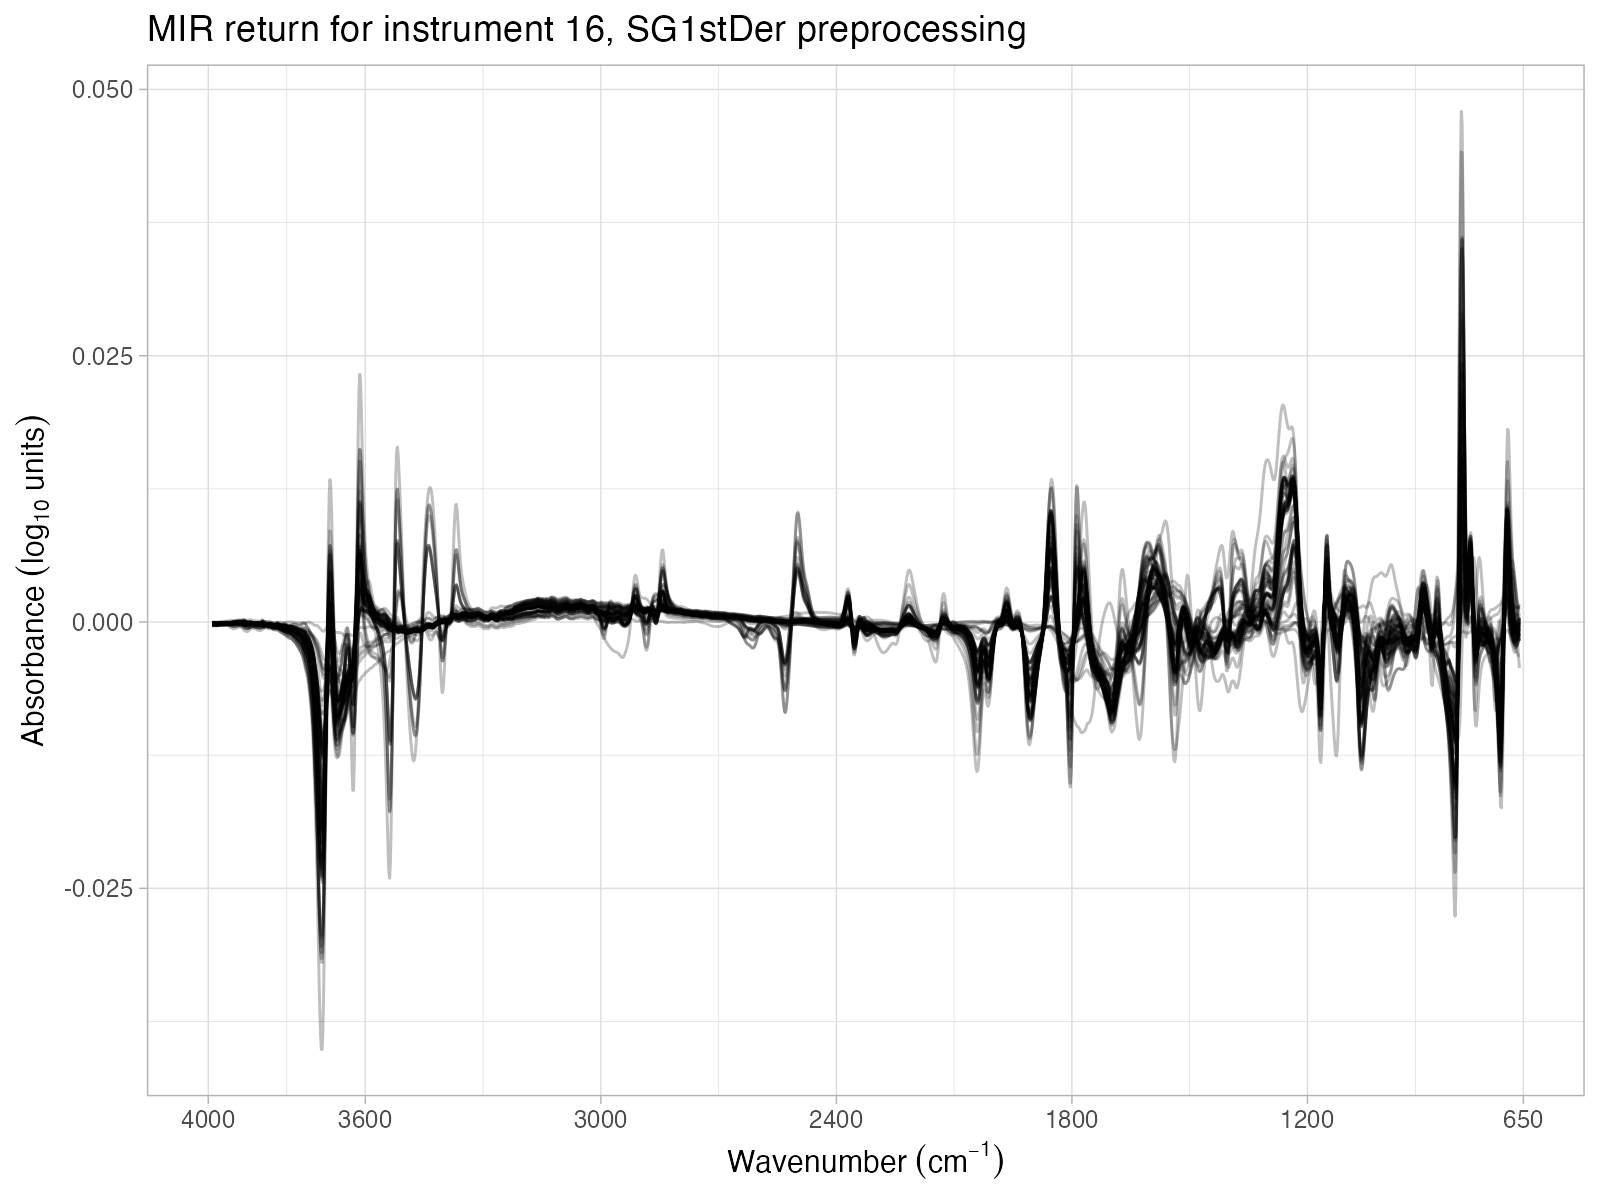 MIR return for instrument 16, SG1stDer preprocessing
Absorbance (log₁₀ units)
0.050
0.025
0.000
-0.025
4000 3600 3000 2400 1800 1200 650
Wavenumber (cm⁻¹)